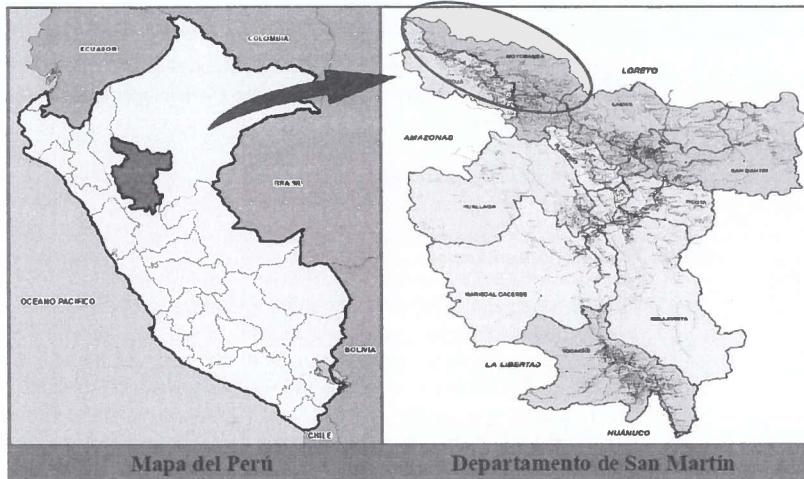 ECUADOR
COLOMBIA
BRASIL
OCEANO PACIFICO
BOLIVIA
CHILE
Mapa del Perú
MOYOBAMBA
LORETO
LAMAS
AMAZONAS
SAN MARTIN
HUALLAGA
PICOTA
MARISCAL CACERES
BELLAVISTA
LA LIBERTAD
TOCACHE
HUÁNUCO
Departamento de San Martín